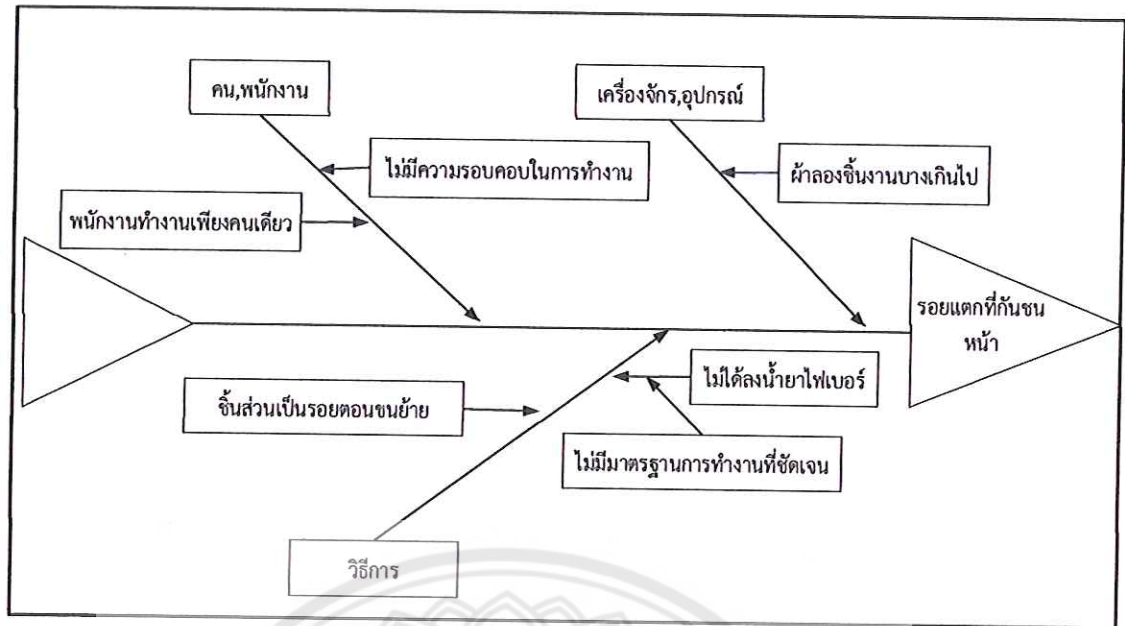 คน,พนักงาน
เครื่องจักร,อุปกรณ์
ไม่มีความรอบคอบในการทำงาน
ผ้าลองชิ้นงานบางเกินไป
พนักงานทำงานเพียงคนเดียว
รอยแตกที่กันชน
หน้า
ไม่ได้ลงน้ำยาไฟเบอร์
ชิ้นส่วนเป็นรอยตอนขนย้าย
ไม่มีมาตรฐานการทำงานที่ชัดเจน
วิธีการ